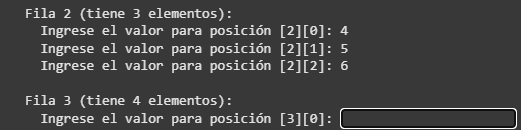 Fila 2 (tiene 3 elementos):
Ingrese el valor para posición [2][0]: 4
Ingrese el valor para posición [2][1]: 5
Ingrese el valor para posición [2][2]: 6
Fila 3 (tiene 4 elementos):
Ingrese el valor para posición [3][0]: